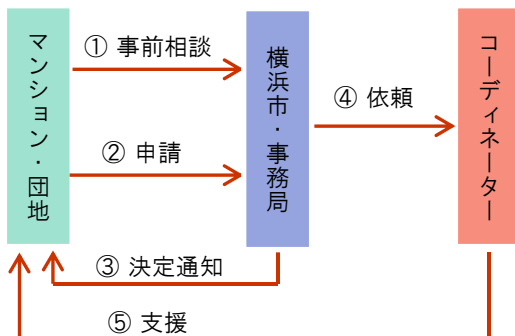 マンション・団地
① 事前相談
② 申請
横浜市・事務局
④ 依頼
コーディネーター
③ 決定通知
⑤ 支援